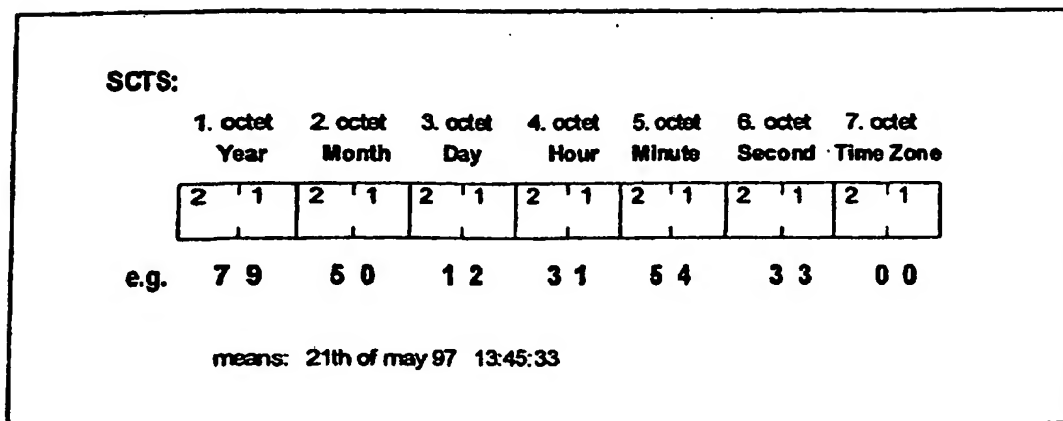 SCTS:
1. octet 2. octet 3. octet 4. octet 5. octet 6. octet 7. octet
Year Month Day Hour Minute Second Time Zone
2 1 2 1 2 1 2 1 2 1 2 1 2 1
e.g. 7 9 5 0 1 2 3 1 5 4 3 3 0 0
means: 21th of may 97 13:45:33